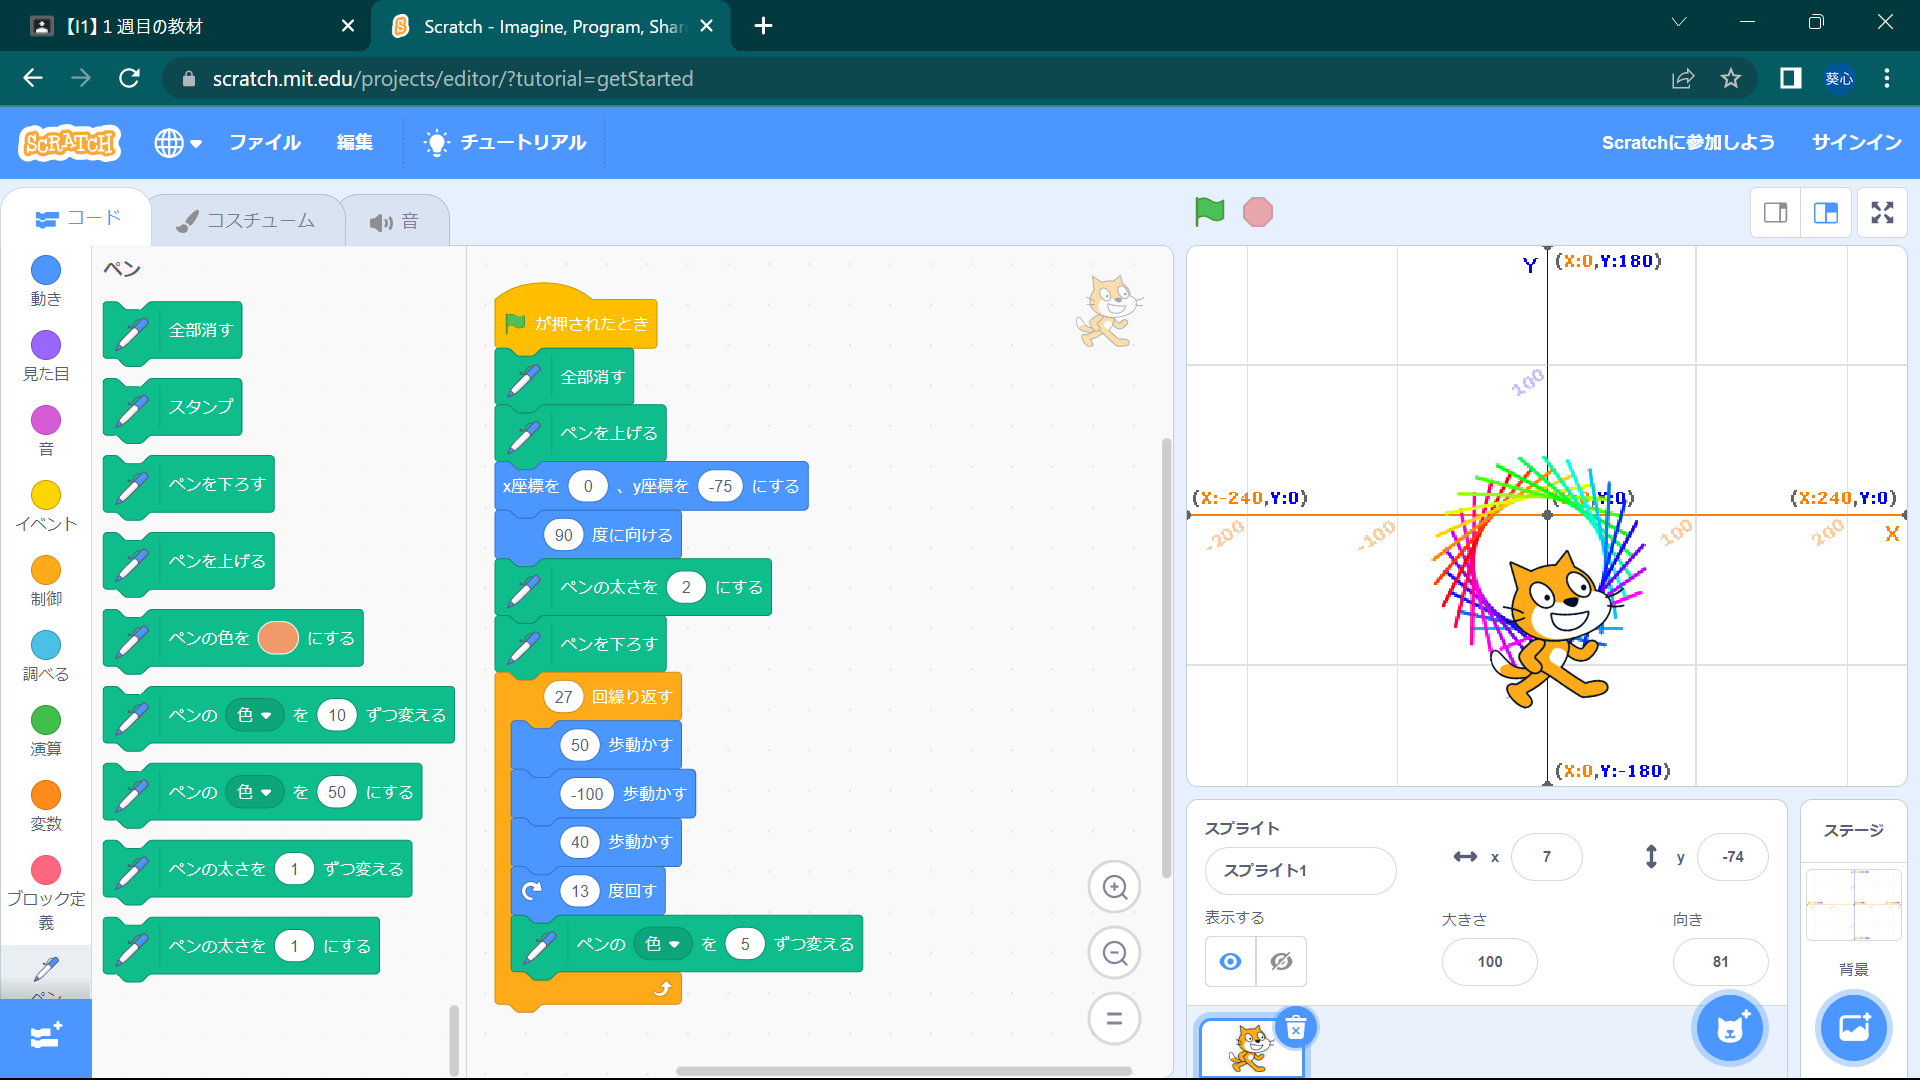 【I1】1 週目の教材
Scratch - Imagine, Program, Shar
scratch.mit.edu/projects/editor/?tutorial=getStarted
葵心
SCRATCH
ファイル
編集
チュートリアル
Scratchに参加しよう
サインイン
コード
コスチューム
音
動き
見た目
音
イベント
制御
調べる
演算
変数
ブロック定
義
ペン
ペン
全部消す
スタンプ
ペンを下ろす
ペンを上げる
ペンの色を にする
ペンの 色 を 10 ずつ変える
ペンの 色 を 50 にする
ペンの太さを 1 ずつ変える
ペンの太さを 1 にする
が押されたとき
全部消す
ペンを上げる
x座標を 0 、y座標を -75 にする
90 度に向ける
ペンの太さを 2 にする
ペンを下ろす
27 回繰り返す
50 歩動かす
-100 歩動かす
40 歩動かす
13 度回す
ペンの 色 を 5 ずつ変える
Y (X:0,Y:180)
100
(X:-240,Y:0)
Y:0)
(X:240,Y:0)
-200
-100
100
200
X
(X:0,Y:-180)
スプライト
スプライト1
x 7
y -74
表示する
大きさ
100
向き
81
ステージ
背景